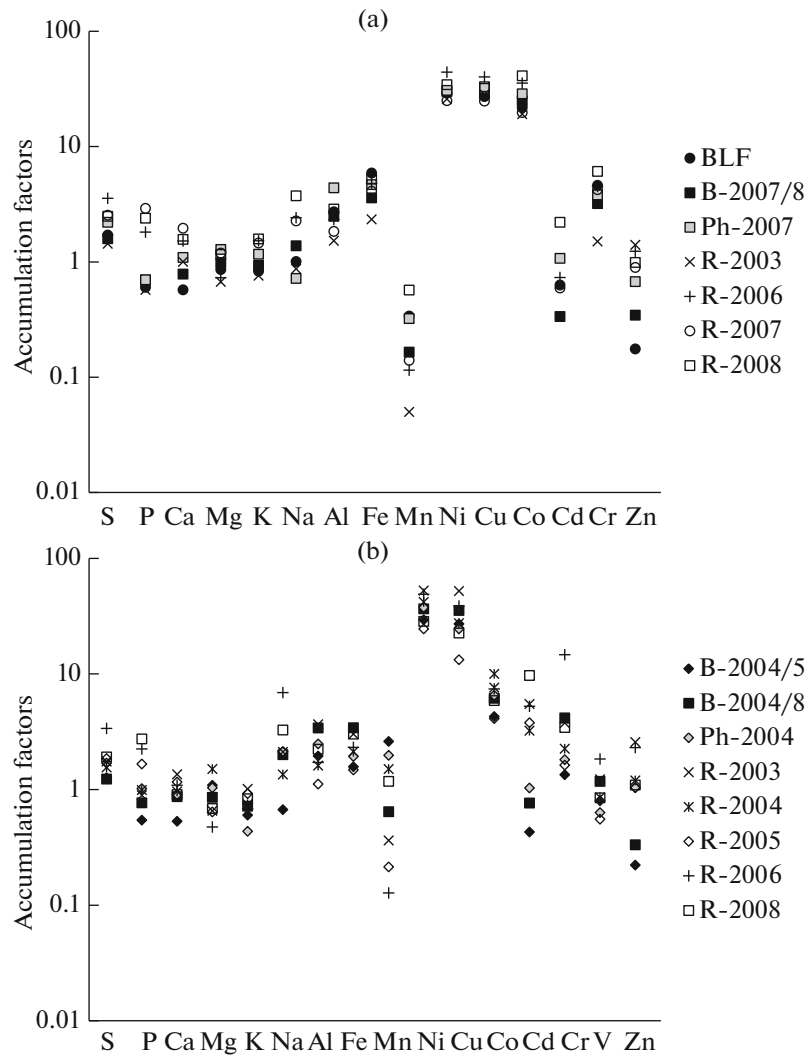 (a)
100
10
1
0.1
0.01
Accumulation factors
S P Ca Mg K Na Al Fe Mn Ni Cu Co Cd Cr Zn
BLF
B-2007/8
Ph-2007
R-2003
R-2006
R-2007
R-2008
(b)
100
10
1
0.1
0.01
Accumulation factors
S P Ca Mg K Na Al Fe Mn Ni Cu Co Cd Cr V Zn
B-2004/5
B-2004/8
Ph-2004
R-2003
R-2004
R-2005
R-2006
R-2008